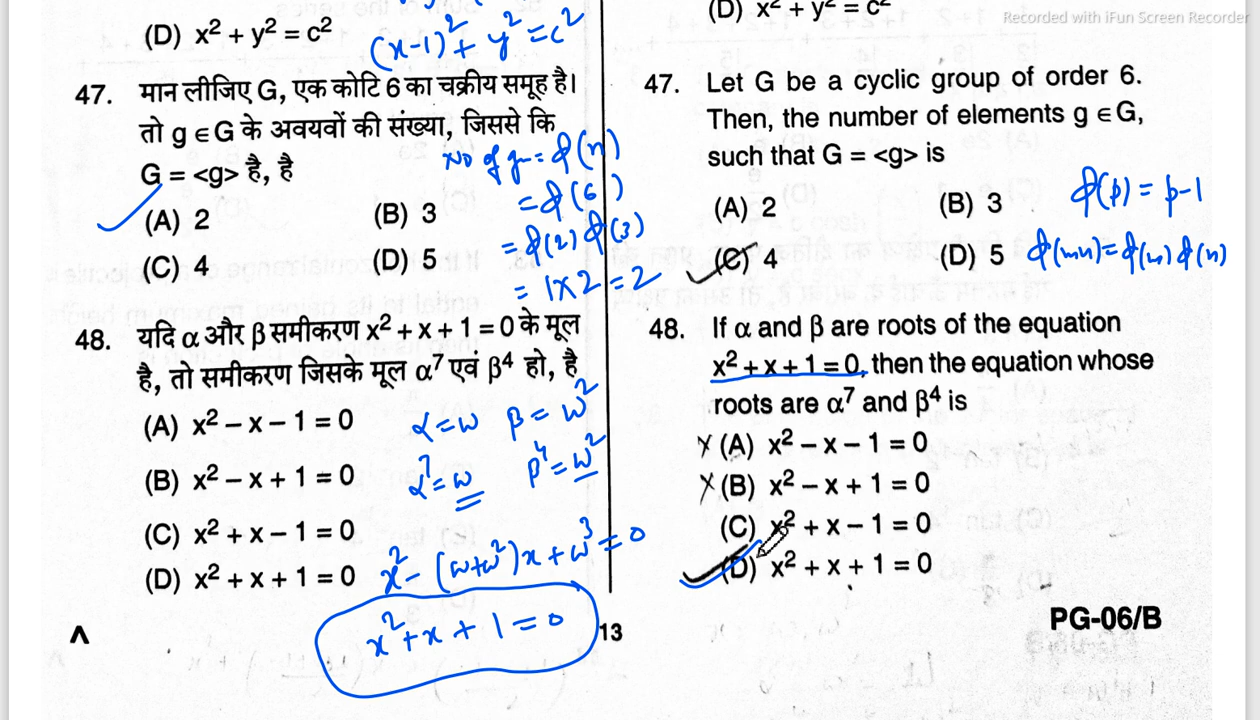 (D) x² + y² = c²
(x-1)² + y² = c²
47. मान लीजिए G, एक कोटि 6 का चक्रीय समूह है।
तो g ∈ G के अवयवों की संख्या, जिससे कि
G = <g> है, है
No of gn = φ(n)
= φ(6)
= φ(2) φ(3)
= 1×2 = 2
(A) 2 (B) 3
(C) 4 (D) 5
48. यदि α और β समीकरण x² + x + 1 = 0 के मूल
है, तो समीकरण जिसके मूल α⁷ एवं β⁴ हो, है
(A) x² – x – 1 = 0
(B) x² – x + 1 = 0
(C) x² + x – 1 = 0
(D) x² + x + 1 = 0
α = ω β = ω²
α⁷ = ω β⁴ = ω²
x² - (ω+ω²)x + ω³ = 0
x² + x + 1 = 0
Λ
13
(D) x² + y² = c²
Recorded with iFun Screen Recorder
47. Let G be a cyclic group of order 6.
Then, the number of elements g ∈ G,
such that G = <g> is
(A) 2 (B) 3
(C) 4 (D) 5
φ(p) = p-1
φ(mn) = φ(m) φ(n)
48. If α and β are roots of the equation
x² + x + 1 = 0, then the equation whose
roots are α⁷ and β⁴ is
(A) x² – x – 1 = 0
(B) x² – x + 1 = 0
(C) x² + x – 1 = 0
(D) x² + x + 1 = 0
PG-06/B